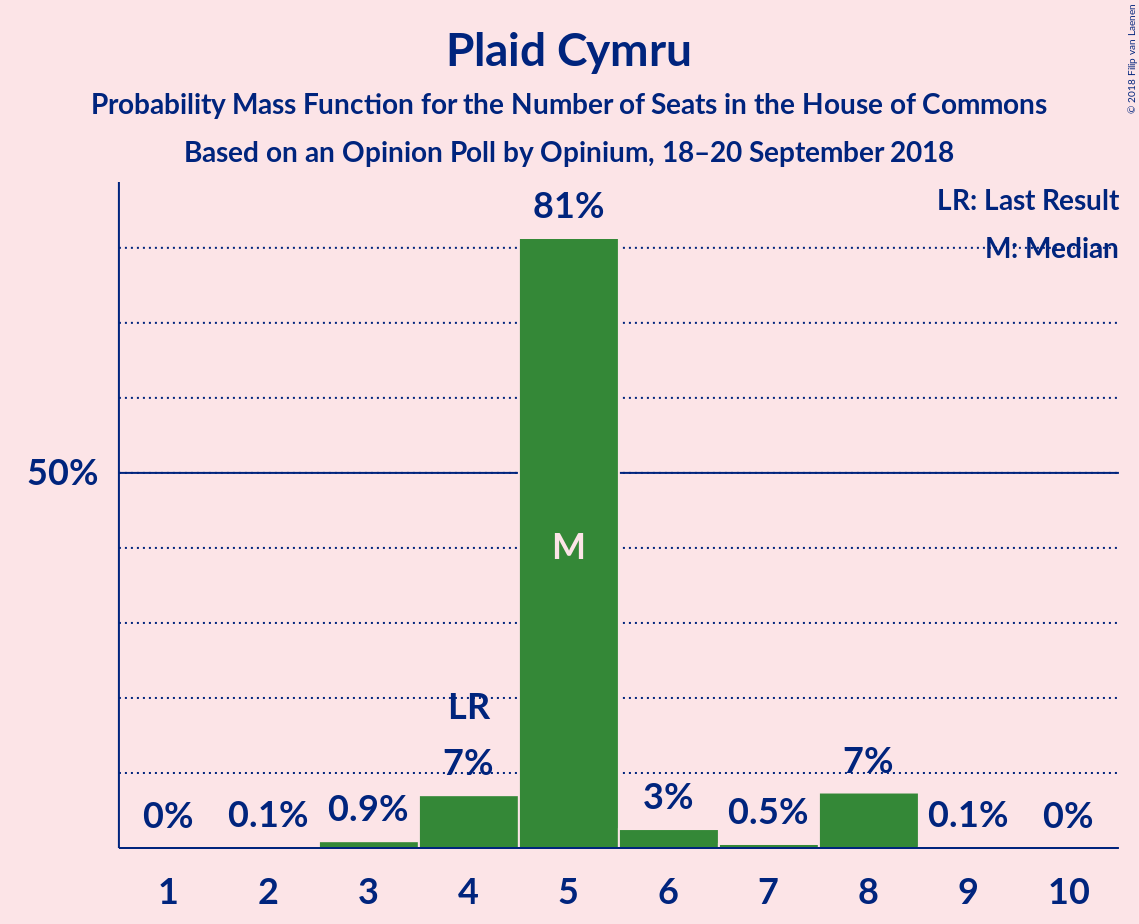 Plaid Cymru
Probability Mass Function for the Number of Seats in the House of Commons
Based on an Opinion Poll by Opinium, 18–20 September 2018
© 2018 Filip van Laenen
LR: Last Result
M: Median
81%
50%
M
LR
7%
7%
0%
0.1%
0.9%
3%
0.5%
0.1%
0%
1 2 3 4 5 6 7 8 9 10